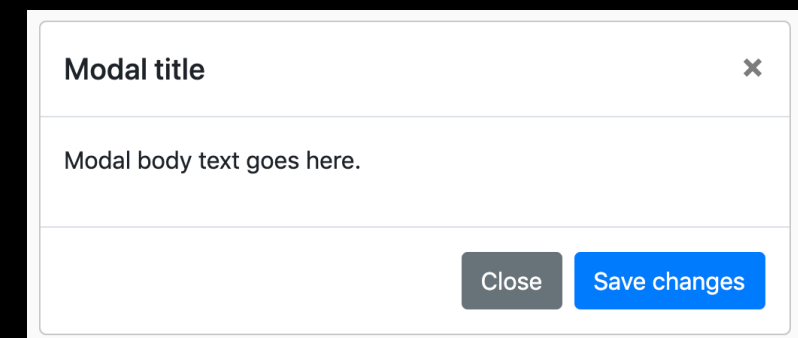 Modal title ×
Modal body text goes here.
Close Save changes